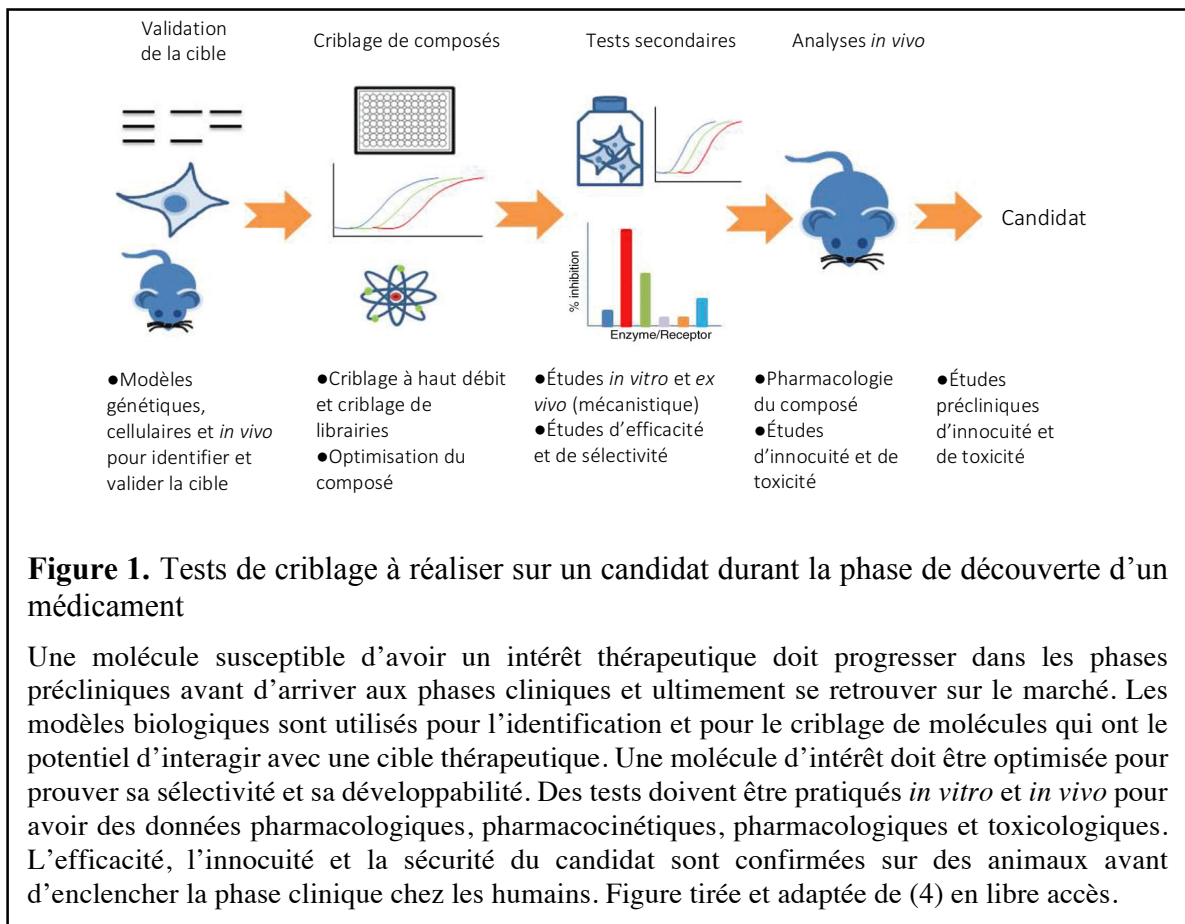 Validation
de la cible
Criblage de composés
Tests secondaires
Analyses in vivo
Candidat
% inhibition
Enzyme/Receptor
●Modèles
génétiques,
cellulaires et in vivo
pour identifier et
valider la cible
●Criblage à haut débit
et criblage de
librairies
●Optimisation du
composé
●Études in vitro et ex
vivo (mécanistique)
●Études d’efficacité
et de sélectivité
●Pharmacologie
du composé
●Études
d’innocuité et de
toxicité
●Études
précliniques
d’innocuité et
de toxicité
Figure 1. Tests de criblage à réaliser sur un candidat durant la phase de découverte d’un
médicament
Une molécule susceptible d’avoir un intérêt thérapeutique doit progresser dans les phases
précliniques avant d’arriver aux phases cliniques et ultimement se retrouver sur le marché. Les
modèles biologiques sont utilisés pour l’identification et pour le criblage de molécules qui ont le
potentiel d’interagir avec une cible thérapeutique. Une molécule d’intérêt doit être optimisée pour
prouver sa sélectivité et sa développabilité. Des tests doivent être pratiqués in vitro et in vivo pour
avoir des données pharmacologiques, pharmacocinétiques, pharmacologiques et toxicologiques.
L’efficacité, l’innocuité et la sécurité du candidat sont confirmées sur des animaux avant
d’enclencher la phase clinique chez les humains. Figure tirée et adaptée de (4) en libre accès.